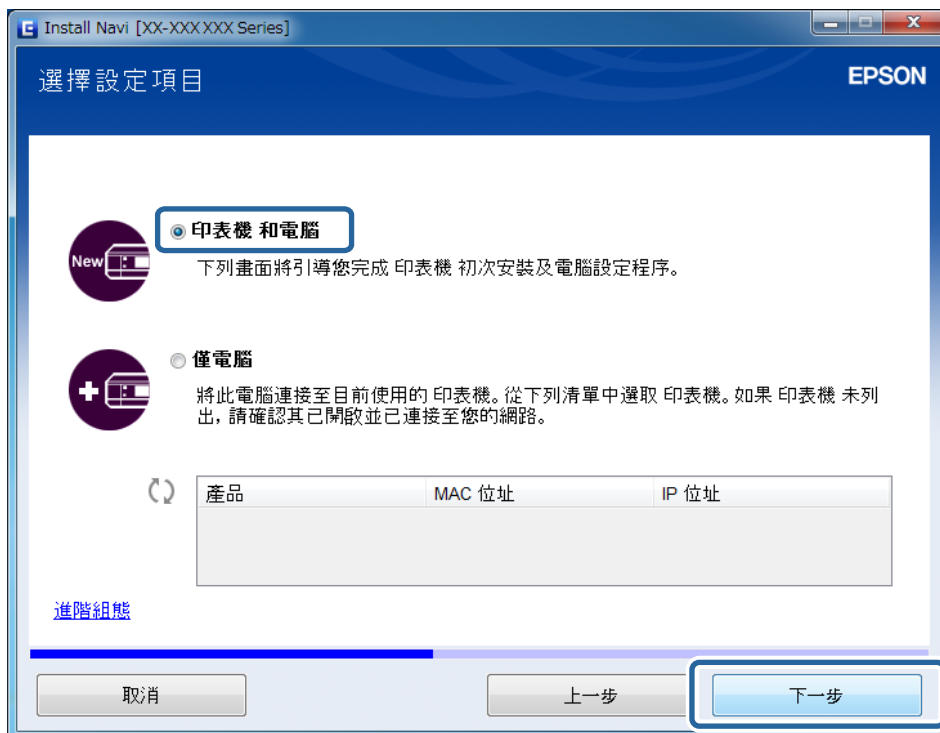 Install Navi [XX-XXX XXX Series]
選擇設定項目
EPSON
New
印表機 和電腦
下列畫面將引導您完成 印表機 初次安裝及電腦設定程序。
僅電腦
將此電腦連接至目前使用的 印表機。從下列清單中選取 印表機。如果 印表機 未列
出，請確認其已開啟並已連接至您的網路。
產品 MAC 位址 IP 位址
進階組態
取消 上一步 下一步